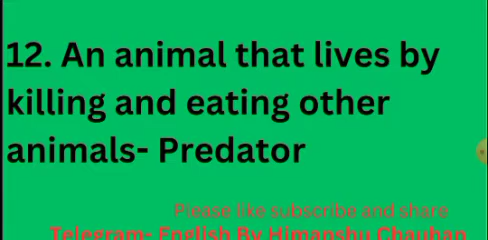 12. An animal that lives by
killing and eating other
animals- Predator
Please like subscribe and share
Telegram- English By Himanshu Chauhan